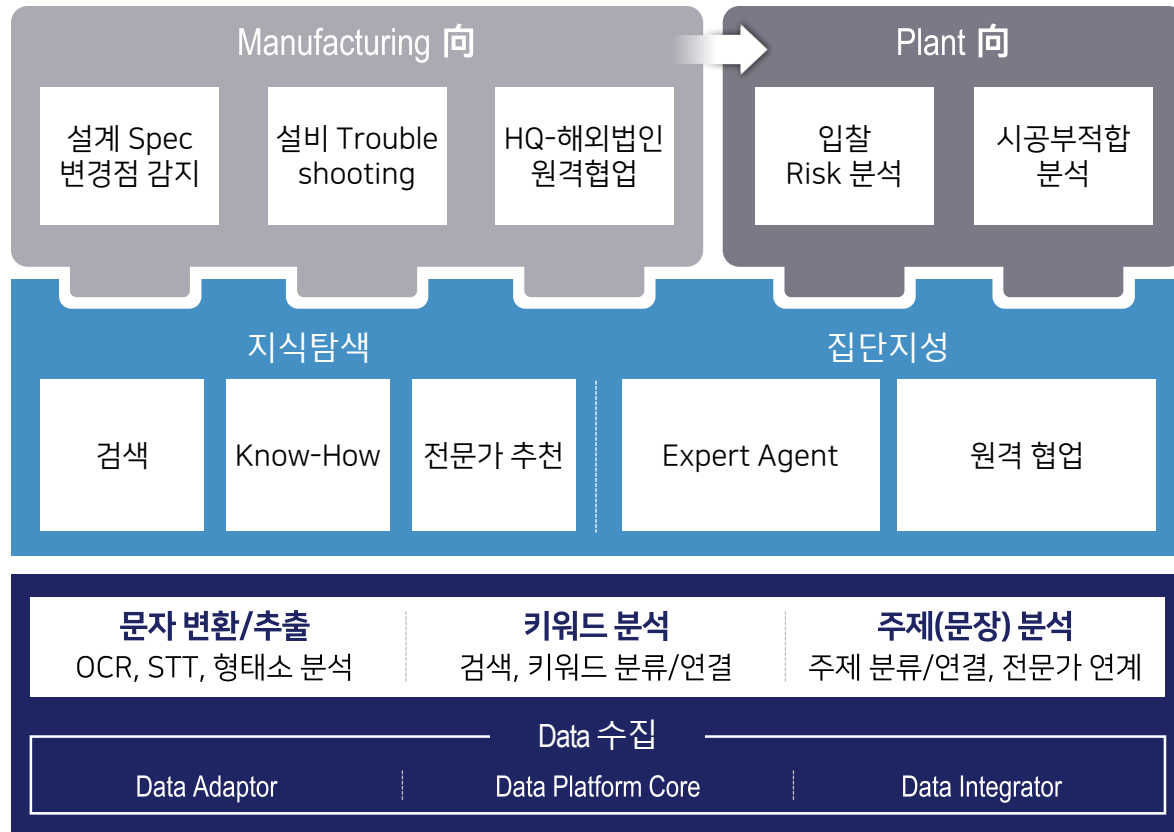 Manufacturing 向
Plant 向
설계 Spec
변경점 감지
설비 Trouble
shooting
HQ-해외법인
원격협업
입찰
Risk 분석
시공부적합
분석
지식탐색
집단지성
검색
Know-How
전문가 추천
Expert Agent
원격 협업
문자 변환/추출
OCR, STT, 형태소 분석
키워드 분석
검색, 키워드 분류/연결
주제(문장) 분석
주제 분류/연결, 전문가 연계
Data 수집
Data Adaptor
Data Platform Core
Data Integrator